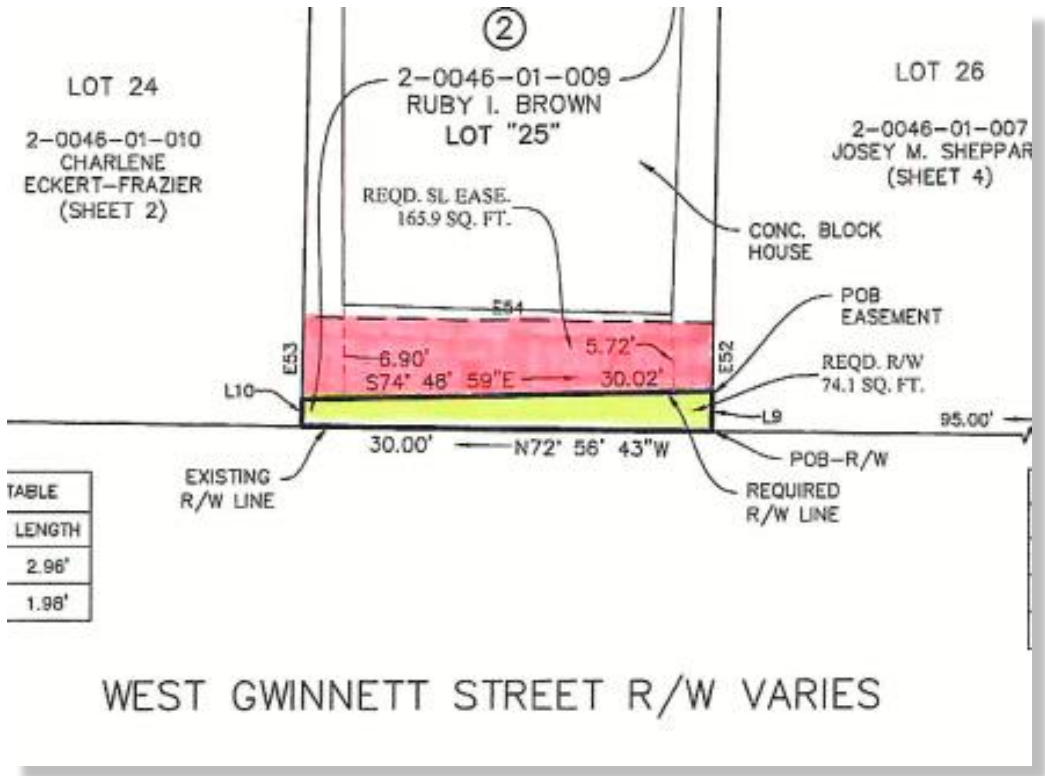 2
LOT 24
2-0046-01-010
CHARLENE
ECKERT-FRAZIER
(SHEET 2)
2-0046-01-009
RUBY I. BROWN
LOT "25"
LOT 26
2-0046-01-007
JOSEY M. SHEPPAR
(SHEET 4)
REQD. SL EASE.
165.9 SQ. FT.
CONC. BLOCK
HOUSE
POB
EASEMENT
E54
E53
6.90'
5.72'
E52
S74° 48' 59"E
30.02'
REQD. R/W
74.1 SQ. FT.
L10
L9
95.00'
30.00'
N72° 56' 43"W
POB-R/W
EXISTING
R/W LINE
REQUIRED
R/W LINE
TABLE
LENGTH
2.96'
1.98'
WEST GWINNETT STREET R/W VARIES